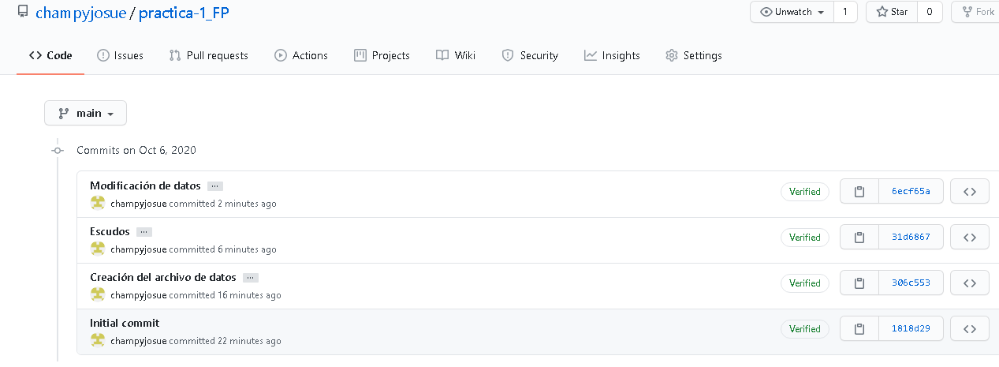 champyjosue / practica-1_FP
Unwatch 1 Star 0 Fork
Code Issues Pull requests Actions Projects Wiki Security Insights Settings
main
Commits on Oct 6, 2020
Modificación de datos ...
champyjosue committed 2 minutes ago
Verified 6ecf65a
Escudos ...
champyjosue committed 6 minutes ago
Verified 31d6867
Creación del archivo de datos ...
champyjosue committed 16 minutes ago
Verified 306c553
Initial commit
champyjosue committed 22 minutes ago
Verified 1818d29